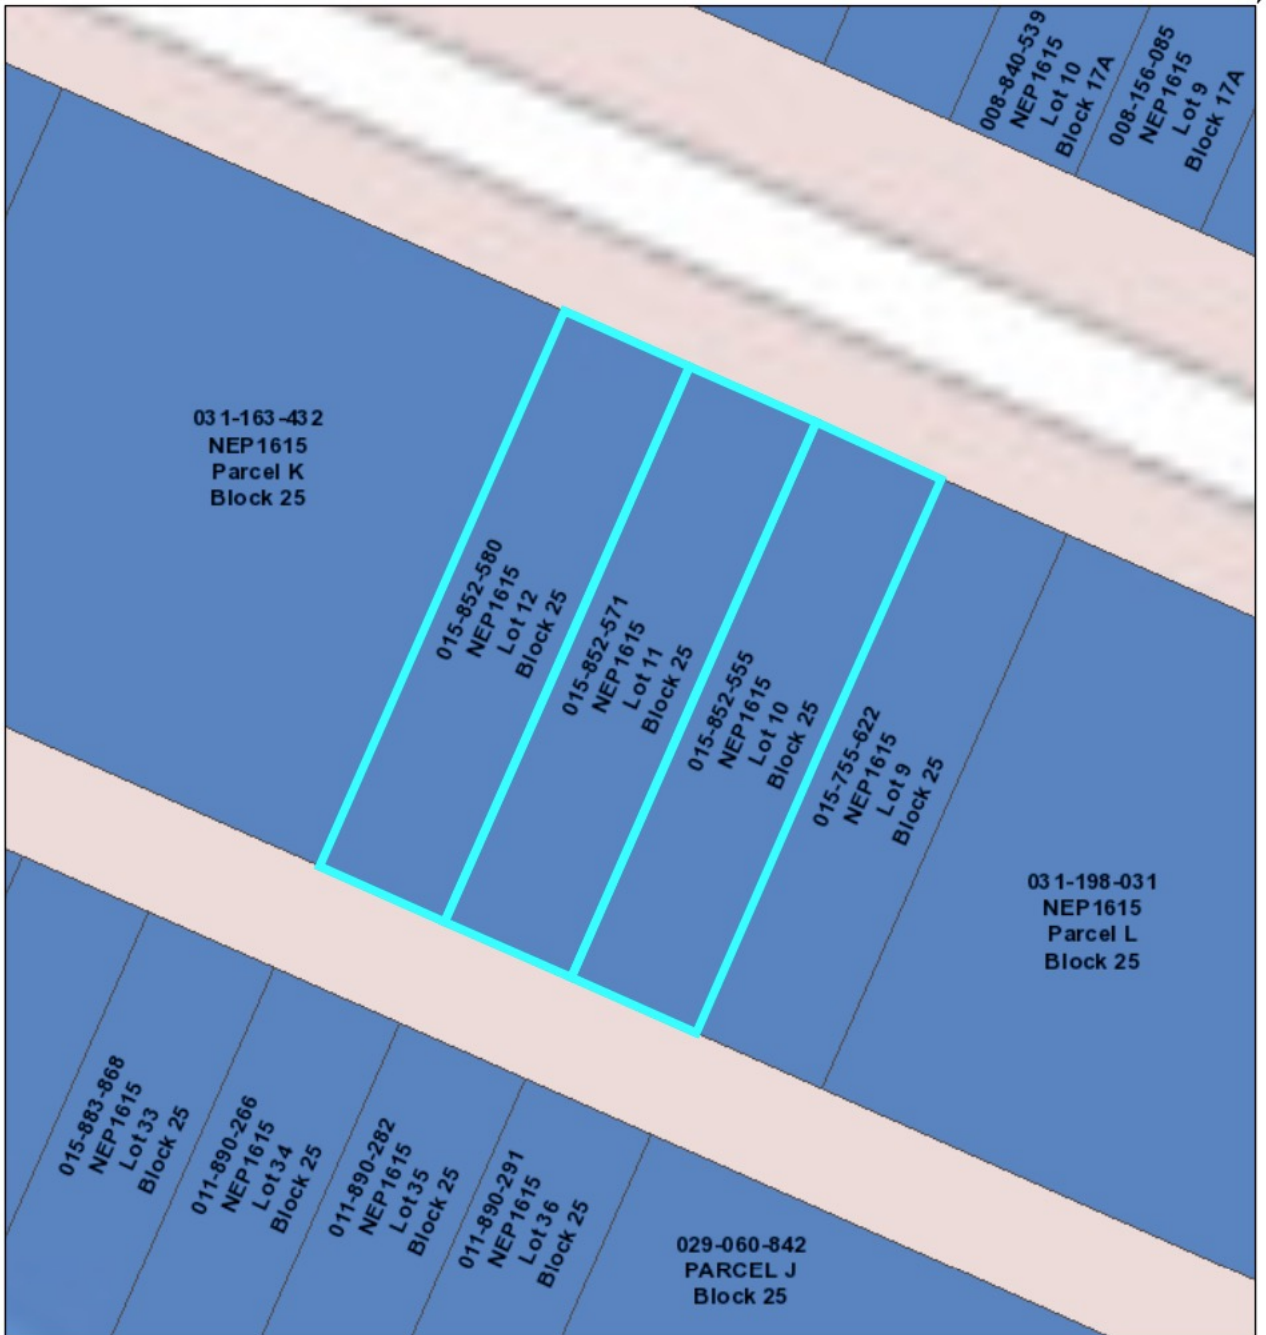 008-840-539
NEP1615
Lot 10
Block 17A
008-156-085
NEP1615
Lot 9
Block 17A
031-163-432
NEP1615
Parcel K
Block 25
015-852-580
NEP1615
Lot 12
Block 25
015-852-571
NEP1615
Lot 11
Block 25
015-852-555
NEP1615
Lot 10
Block 25
015-755-622
NEP1615
Lot 9
Block 25
031-198-031
NEP1615
Parcel L
Block 25
015-883-868
NEP1615
Lot 33
Block 25
011-890-266
NEP1615
Lot 34
Block 25
011-890-282
NEP1615
Lot 35
Block 25
011-890-291
NEP1615
Lot 36
Block 25
029-060-842
PARCEL J
Block 25